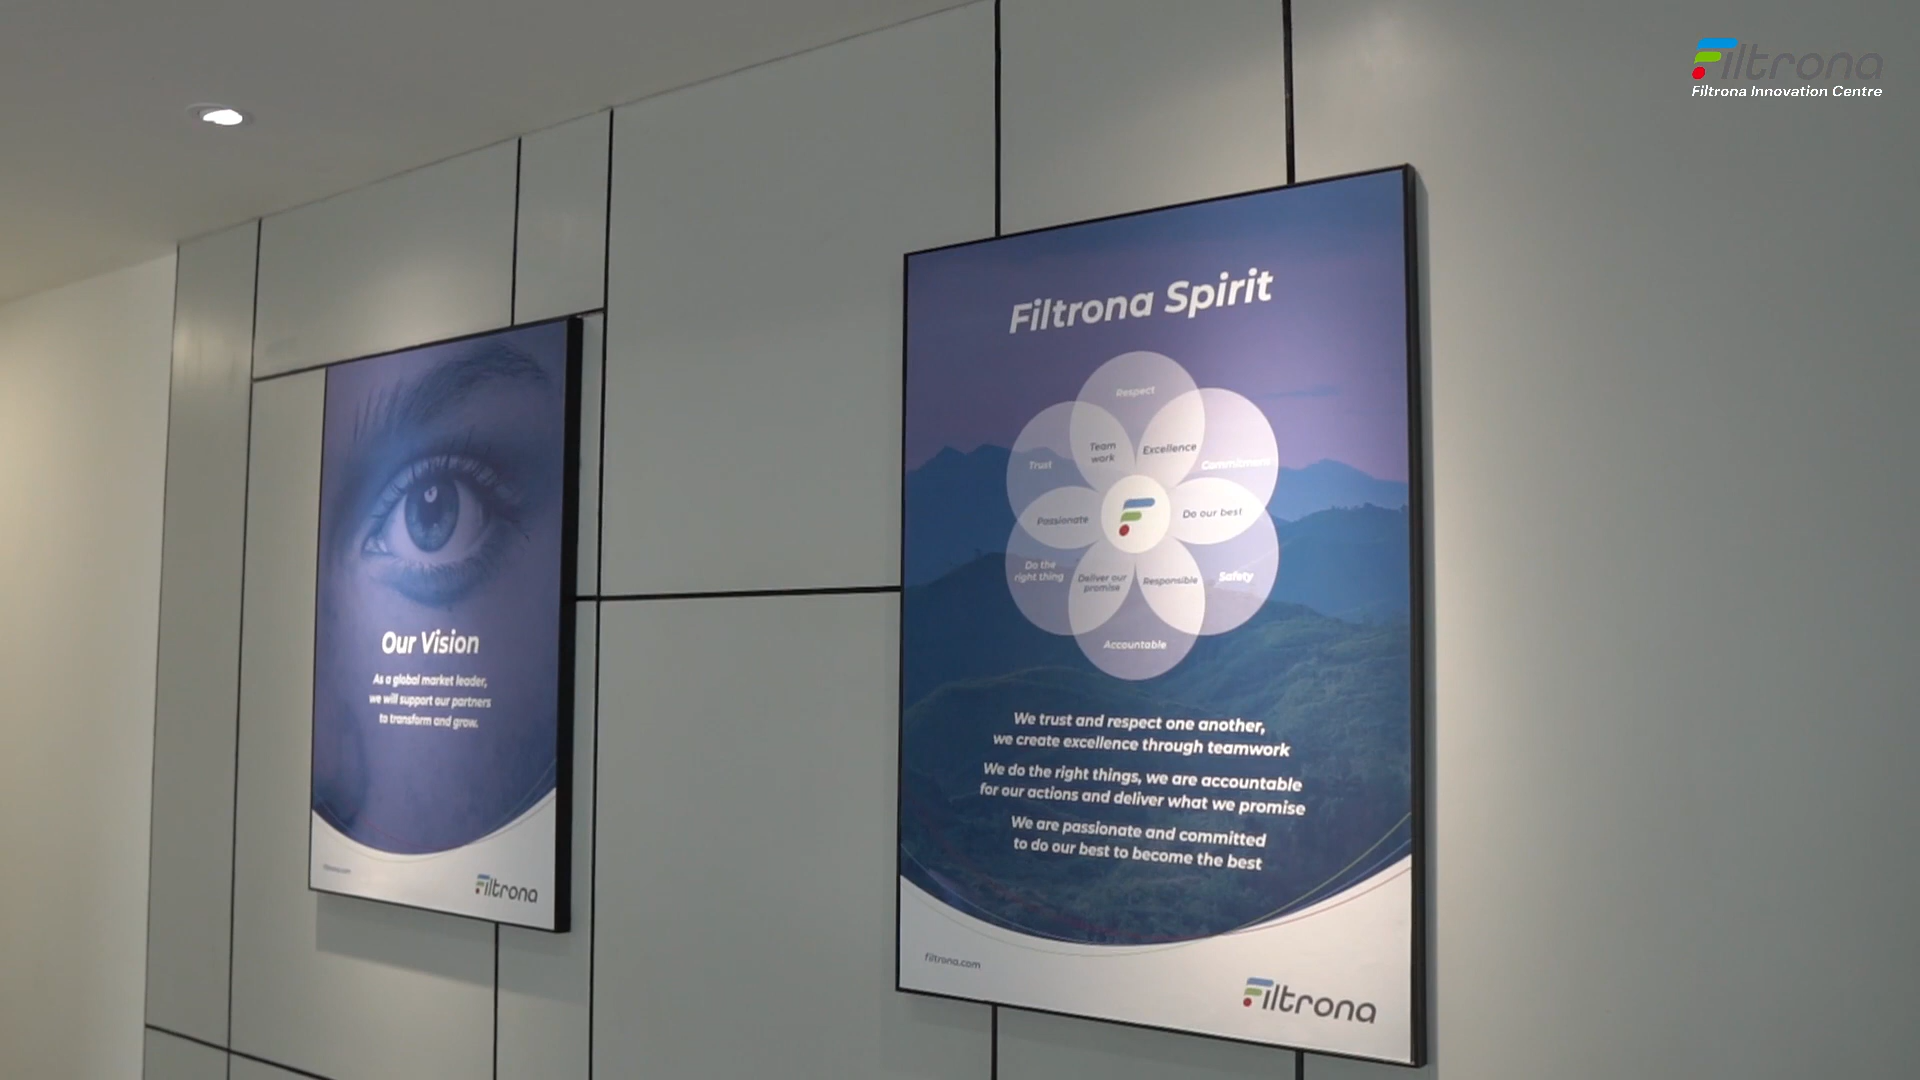 Filtrona
Filtrona Innovation Centre
Our Vision
As a global market leader,
we will support our partners
to transform and grow.
Filtrona
Filtrona Spirit
Respect
Team
work
Excellence
Trust
Commitment
Passionate
Do our best
Do the
right thing
Deliver our
promise
Responsible
Safety
Accountable
We trust and respect one another,
we create excellence through teamwork
We do the right things, we are accountable
for our actions and deliver what we promise
We are passionate and committed
to do our best to become the best
filtrona.com
Filtrona